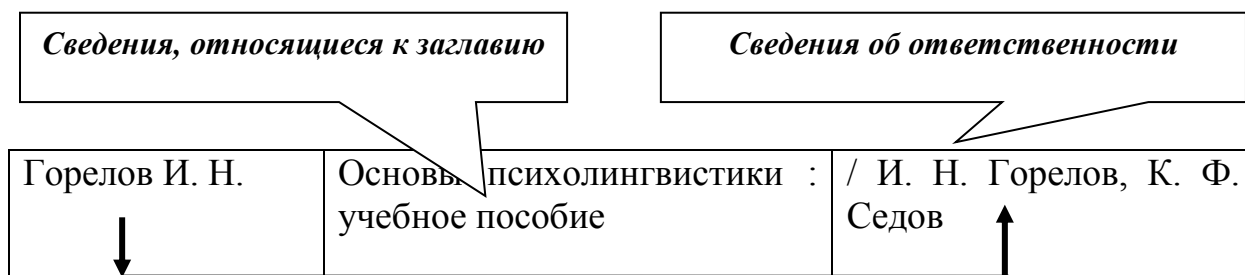 Сведения, относящиеся к заглавию
Сведения об ответственности
Горелов И. Н.
Основы психолингвистики :
учебное пособие
/ И. Н. Горелов, К. Ф.
Седов